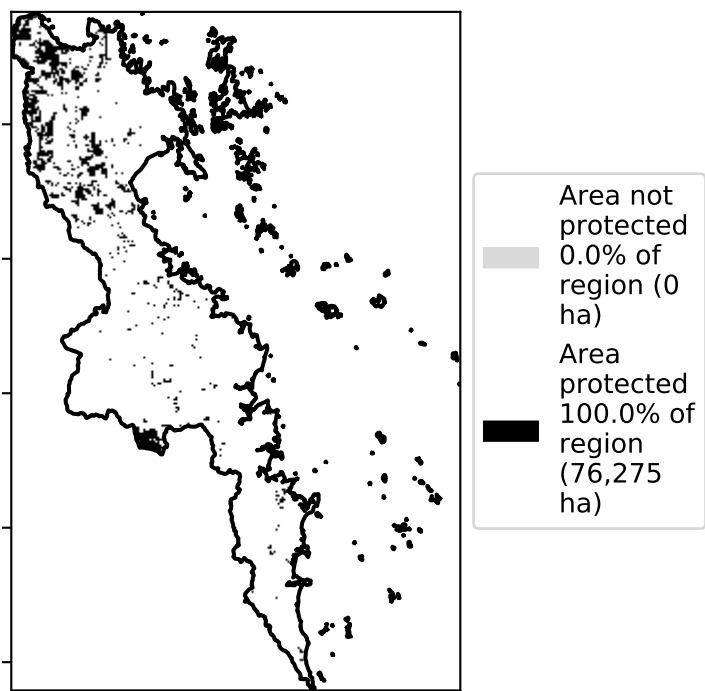 Area not
protected
0.0% of
region (0
ha)
Area
protected
100.0% of
region
(76,275
ha)